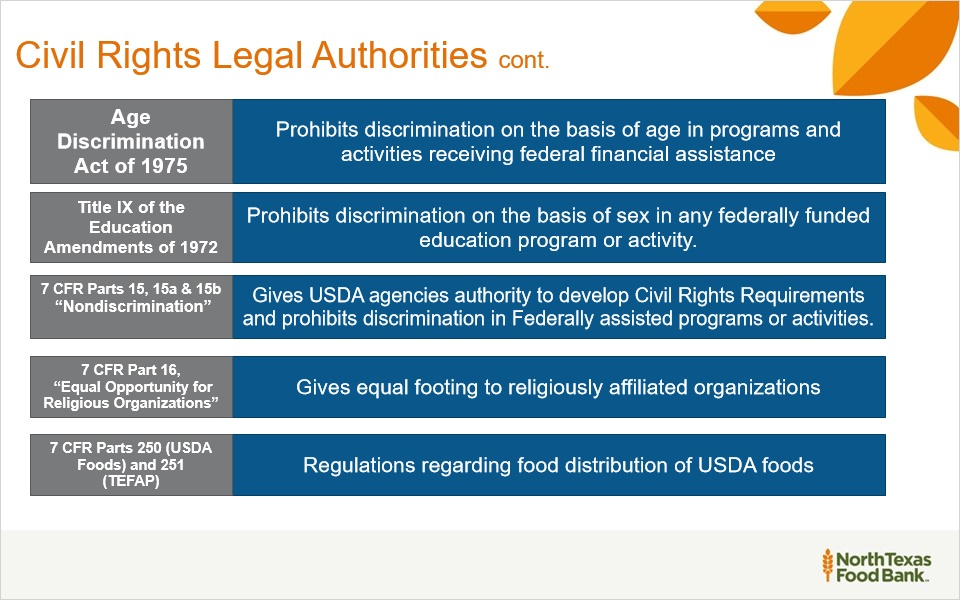 Civil Rights Legal Authorities cont.
Age
Discrimination
Act of 1975
Prohibits discrimination on the basis of age in programs and
activities receiving federal financial assistance
Title IX of the
Education
Amendments of 1972
Prohibits discrimination on the basis of sex in any federally funded
education program or activity.
7 CFR Parts 15, 15a & 15b
“Nondiscrimination”
Gives USDA agencies authority to develop Civil Rights Requirements
and prohibits discrimination in Federally assisted programs or activities.
7 CFR Part 16,
“Equal Opportunity for
Religious Organizations”
Gives equal footing to religiously affiliated organizations
7 CFR Parts 250 (USDA
Foods) and 251
(TEFAP)
Regulations regarding food distribution of USDA foods
North Texas
Food Bank